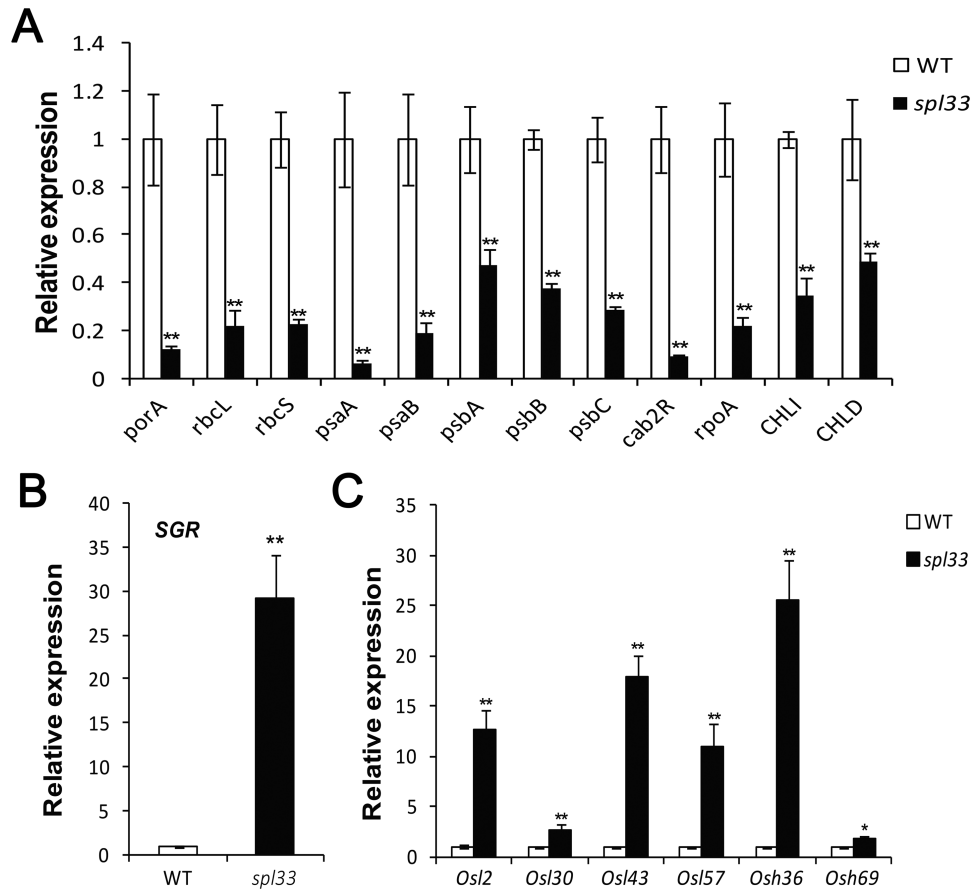 A
1.4
1.2
1
0.8
0.6
0.4
0.2
0
Relative expression
WT
spl33
** ** ** ** ** ** ** ** ** ** ** **
porA rbcL rbcS psaA psaB psbA psbB psbC cab2R rpoA CHLI CHLD
B
40
35
30
25
20
15
10
5
0
Relative expression
SGR
**
WT spl33
C
35
30
25
20
15
10
5
0
Relative expression
WT
spl33
** ** ** ** ** *
Osl2 Osl30 Osl43 Osl57 Osh36 Osh69